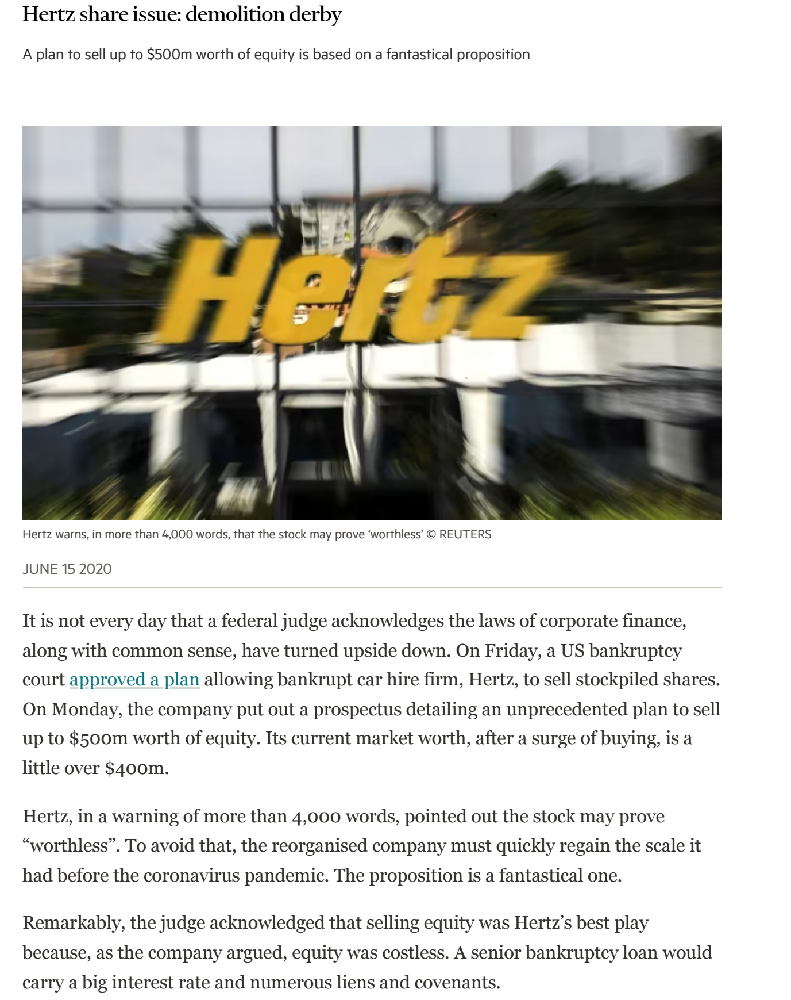 Hertz share issue: demolition derby
A plan to sell up to $500m worth of equity is based on a fantastical proposition
Hertz
Hertz warns, in more than 4,000 words, that the stock may prove ‘worthless’ © REUTERS
JUNE 15 2020
It is not every day that a federal judge acknowledges the laws of corporate finance,
along with common sense, have turned upside down. On Friday, a US bankruptcy
court approved a plan allowing bankrupt car hire firm, Hertz, to sell stockpiled shares.
On Monday, the company put out a prospectus detailing an unprecedented plan to sell
up to $500m worth of equity. Its current market worth, after a surge of buying, is a
little over $400m.
Hertz, in a warning of more than 4,000 words, pointed out the stock may prove
“worthless”. To avoid that, the reorganised company must quickly regain the scale it
had before the coronavirus pandemic. The proposition is a fantastical one.
Remarkably, the judge acknowledged that selling equity was Hertz’s best play
because, as the company argued, equity was costless. A senior bankruptcy loan would
carry a big interest rate and numerous liens and covenants.